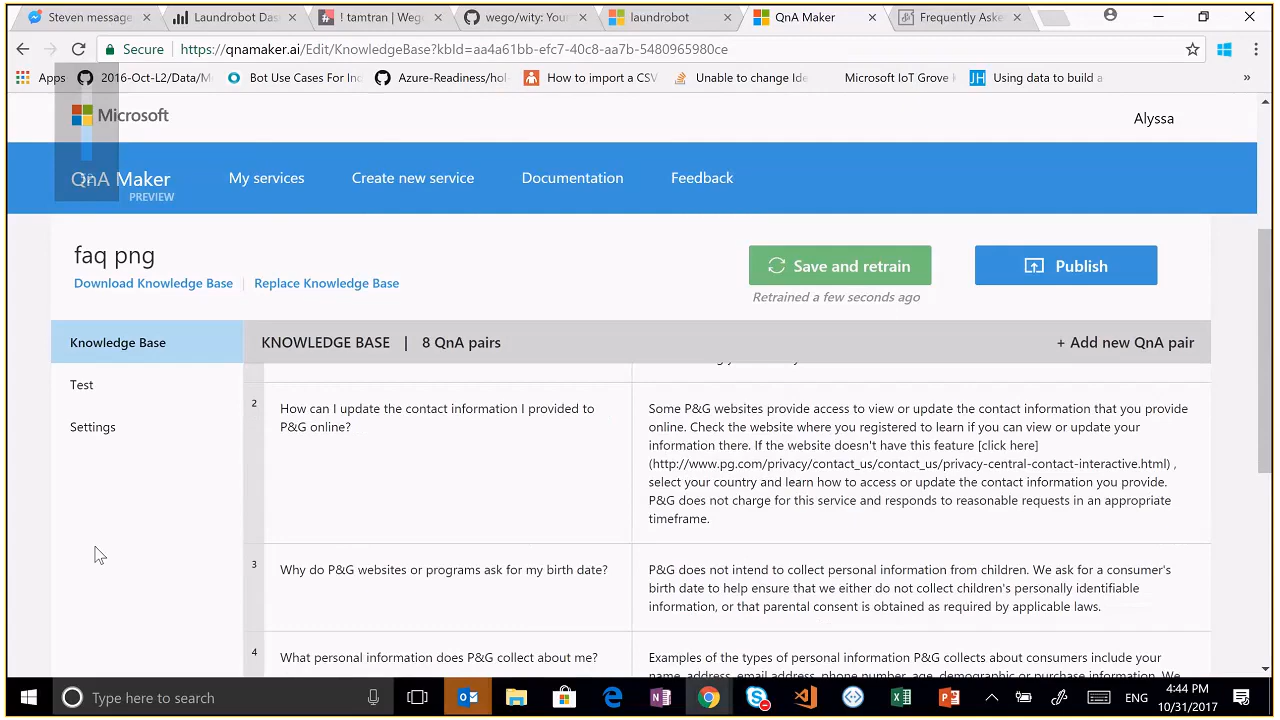 Steven message
Laundrobot Das
! tamtran | Weg
wego/wity: You
laundrobot
QnA Maker
Frequently Aske
Secure
https://qnamaker.ai/Edit/KnowledgeBase?kbId=aa4a61bb-efc7-40c8-aa7b-5480965980ce
Apps
2016-Oct-L2/Data/M
Bot Use Cases For Inc
Azure-Readiness/hol-
How to import a CSV
Unable to change Ide
Microsoft IoT Grove
Using data to build a
»
Microsoft
Alyssa
QnA Maker
PREVIEW
My services
Create new service
Documentation
Feedback
faq png
Save and retrain
Publish
Download Knowledge Base | Replace Knowledge Base
Retrained a few seconds ago
Knowledge Base
KNOWLEDGE BASE | 8 QnA pairs
+ Add new QnA pair
Test
Settings
2
How can I update the contact information I provided to
P&G online?
Some P&G websites provide access to view or update the contact information that you provide
online. Check the website where you registered to learn if you can view or update your
information there. If the website doesn't have this feature [click here]
(http://www.pg.com/privacy/contact_us/contact_us/privacy-central-contact-interactive.html) ,
select your country and learn how to access or update the contact information you provide.
P&G does not charge for this service and responds to reasonable requests in an appropriate
timeframe.
3
Why do P&G websites or programs ask for my birth date?
P&G does not intend to collect personal information from children. We ask for a consumer's
birth date to help ensure that we either do not collect children's personally identifiable
information, or that parental consent is obtained as required by applicable laws.
4
What personal information does P&G collect about me?
Examples of the types of personal information P&G collects about consumers include your
name, address, email address, phone number, age, demographic or purchase information. We
Type here to search
ENG
4:44 PM
10/31/2017